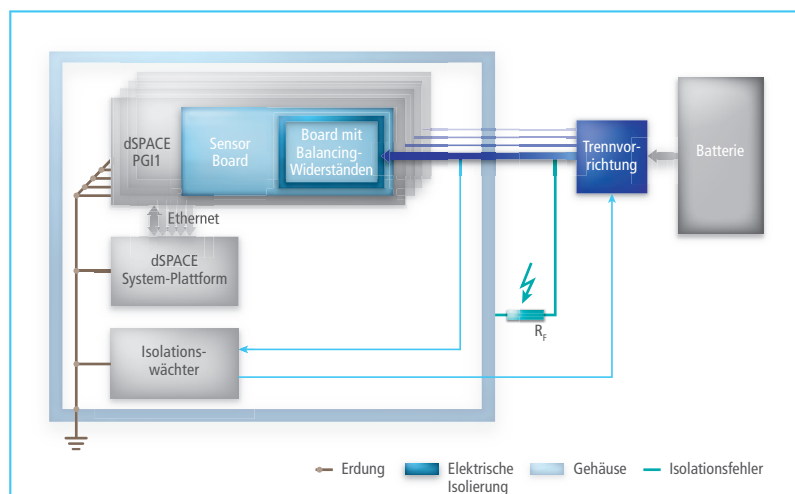 dSPACE
PGI1
Sensor
Board
Board mit
Balancing-
Widerständen
Trennvor-
richtung
Batterie
Ethernet
dSPACE
System-Plattform
R_F
Isolations-
wächter
Erdung
Elektrische
Isolierung
Gehäuse
Isolationsfehler